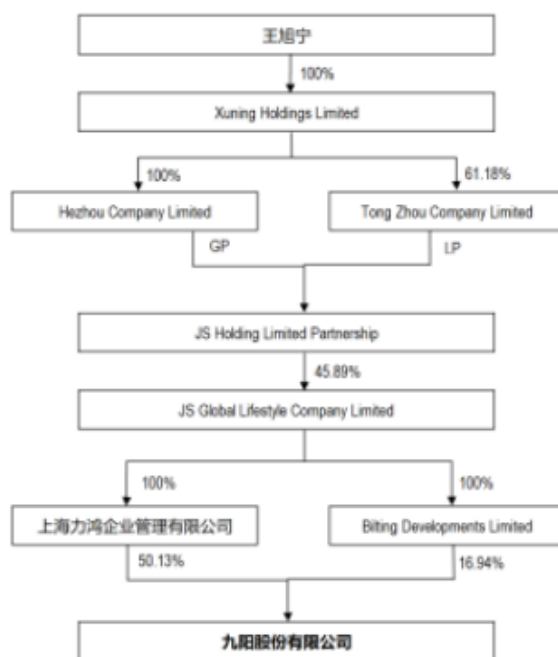 王旭宁
100%
Xuning Holdings Limited
100%
61.18%
Hezhou Company Limited
Tong Zhou Company Limited
GP
LP
JS Holding Limited Partnership
45.89%
JS Global Lifestyle Company Limited
100%
100%
上海力鸿企业管理有限公司
Bilting Developments Limited
50.13%
16.94%
九阳股份有限公司